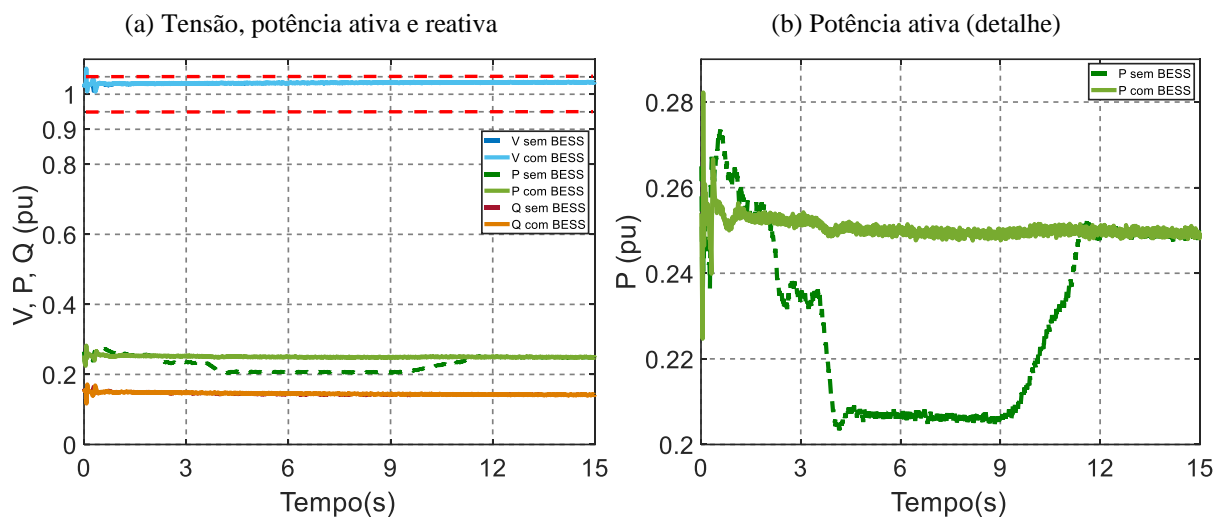 (a) Tensão, potência ativa e reativa
V, P, Q (pu)
1
0.9
0.8
0.6
0.4
0.2
0
0
3
6
9
12
15
Tempo(s)
V sem BESS
V com BESS
P sem BESS
P com BESS
Q sem BESS
Q com BESS
(b) Potência ativa (detalhe)
P (pu)
0.28
0.26
0.24
0.22
0.2
0
3
6
9
12
15
Tempo(s)
P sem BESS
P com BESS